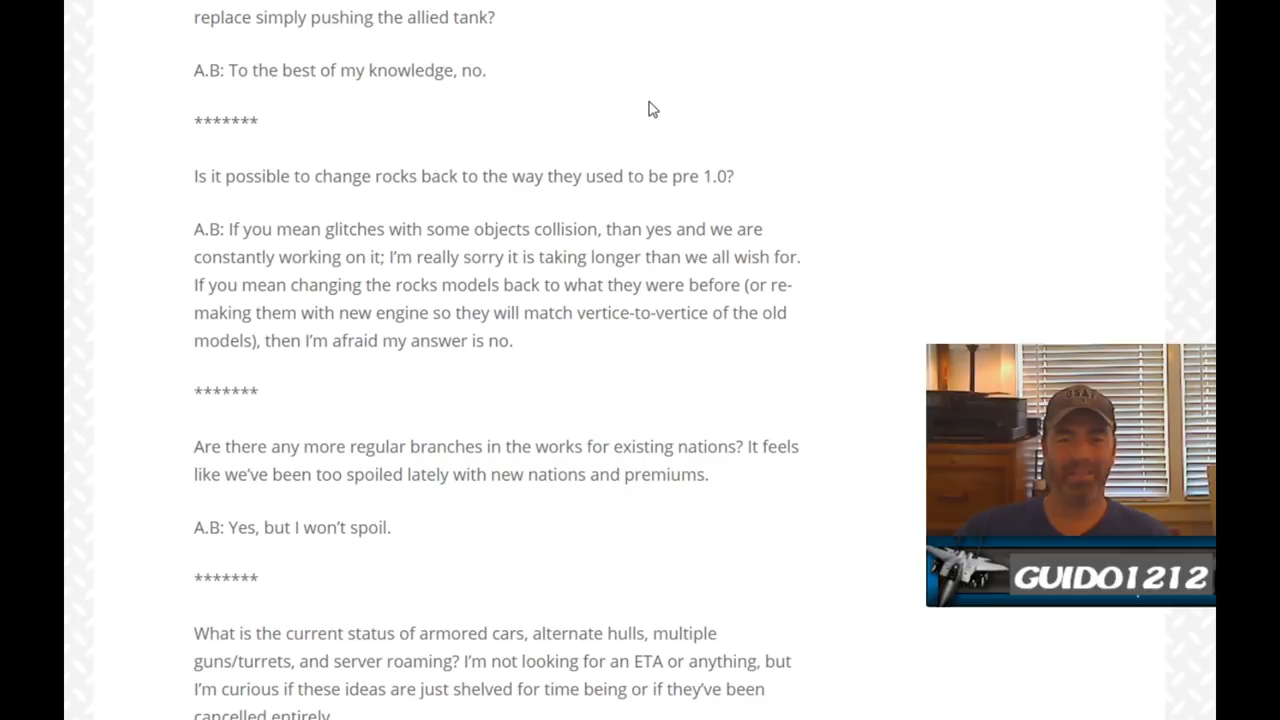 replace simply pushing the allied tank?
A.B: To the best of my knowledge, no.
*******
Is it possible to change rocks back to the way they used to be pre 1.0?
A.B: If you mean glitches with some objects collision, than yes and we are
constantly working on it; I'm really sorry it is taking longer than we all wish for.
If you mean changing the rocks models back to what they were before (or re-
making them with new engine so they will match vertice-to-vertice of the old
models), then I'm afraid my answer is no.
*******
Are there any more regular branches in the works for existing nations? It feels
like we've been too spoiled lately with new nations and premiums.
A.B: Yes, but I won't spoil.
*******
What is the current status of armored cars, alternate hulls, multiple
guns/turrets, and server roaming? I'm not looking for an ETA or anything, but
I'm curious if these ideas are just shelved for time being or if they've been
cancelled entirely.
USAF
GUIDO1212